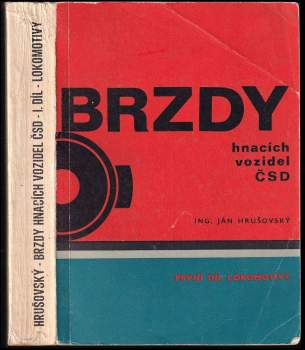 HRUŠOVSKÝ - BRZDY HNACÍCH VOZIDEL ČSD - I. DÍL - LOKOMOTIVY
BRZDY
hnacích
vozidel
ČSD
ING. JÁN HRUŠOVSKÝ
PRVNÍ DÍL LOKOMOTIVY